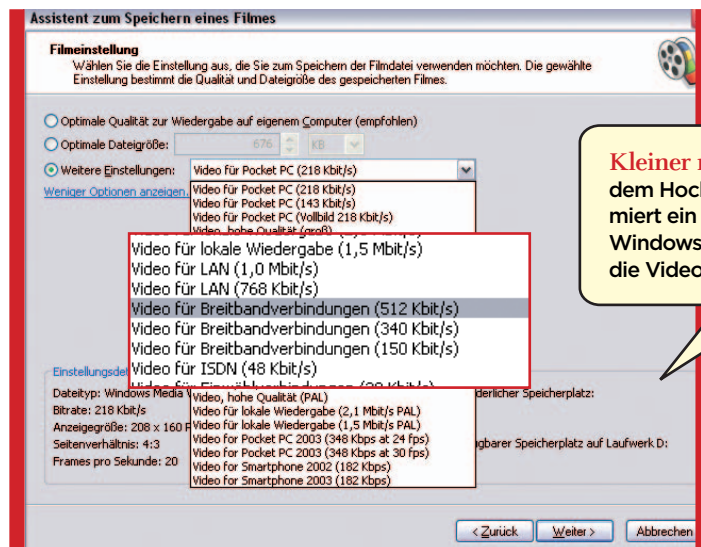 Assistent zum Speichern eines Filmes
Filmeinstellung
Wählen Sie die Einstellung aus, die Sie zum Speichern der Filmdatei verwenden möchten. Die gewählte
Einstellung bestimmt die Qualität und Dateigröße des gespeicherten Filmes.
Optimale Qualität zur Wiedergabe auf eigenem Computer (empfohlen)
Optimale Dateigröße: 676 KB
Weitere Einstellungen: Video für Pocket PC (218 Kbit/s)
Weniger Optionen anzeigen.
Video für Pocket PC (218 Kbit/s)
Video für Pocket PC (143 Kbit/s)
Video für Pocket PC (Vollbild 218 Kbit/s)
Video, hohe Qualität (groß)
Video für lokale Wiedergabe (1,5 Mbit/s)
Video für LAN (1,0 Mbit/s)
Video für LAN (768 Kbit/s)
Video für Breitbandverbindungen (512 Kbit/s)
Video für Breitbandverbindungen (340 Kbit/s)
Video für Breitbandverbindungen (150 Kbit/s)
Video für ISDN (48 Kbit/s)
Video, hohe Qualität (PAL)
Video für lokale Wiedergabe (2,1 Mbit/s PAL)
Video für lokale Wiedergabe (1,5 Mbit/s PAL)
Video for Pocket PC 2003 (348 Kbps at 24 fps)
Video for Pocket PC 2003 (348 Kbps at 30 fps)
Video for Smartphone 2002 (182 Kbps)
Video for Smartphone 2003 (182 Kbps)
Einstellungsdet
Dateityp: Windows Media
Bitrate: 218 Kbit/s
Anzeigegröße: 208 x 160
Seitenverhältnis: 4:3
Frames pro Sekunde: 20
derlicher Speicherplatz:
gbarer Speicherplatz auf Laufwerk D:
< Zurück Weiter > Abbrechen
Kleiner
dem Hoc
miert ein
Windows
die Video